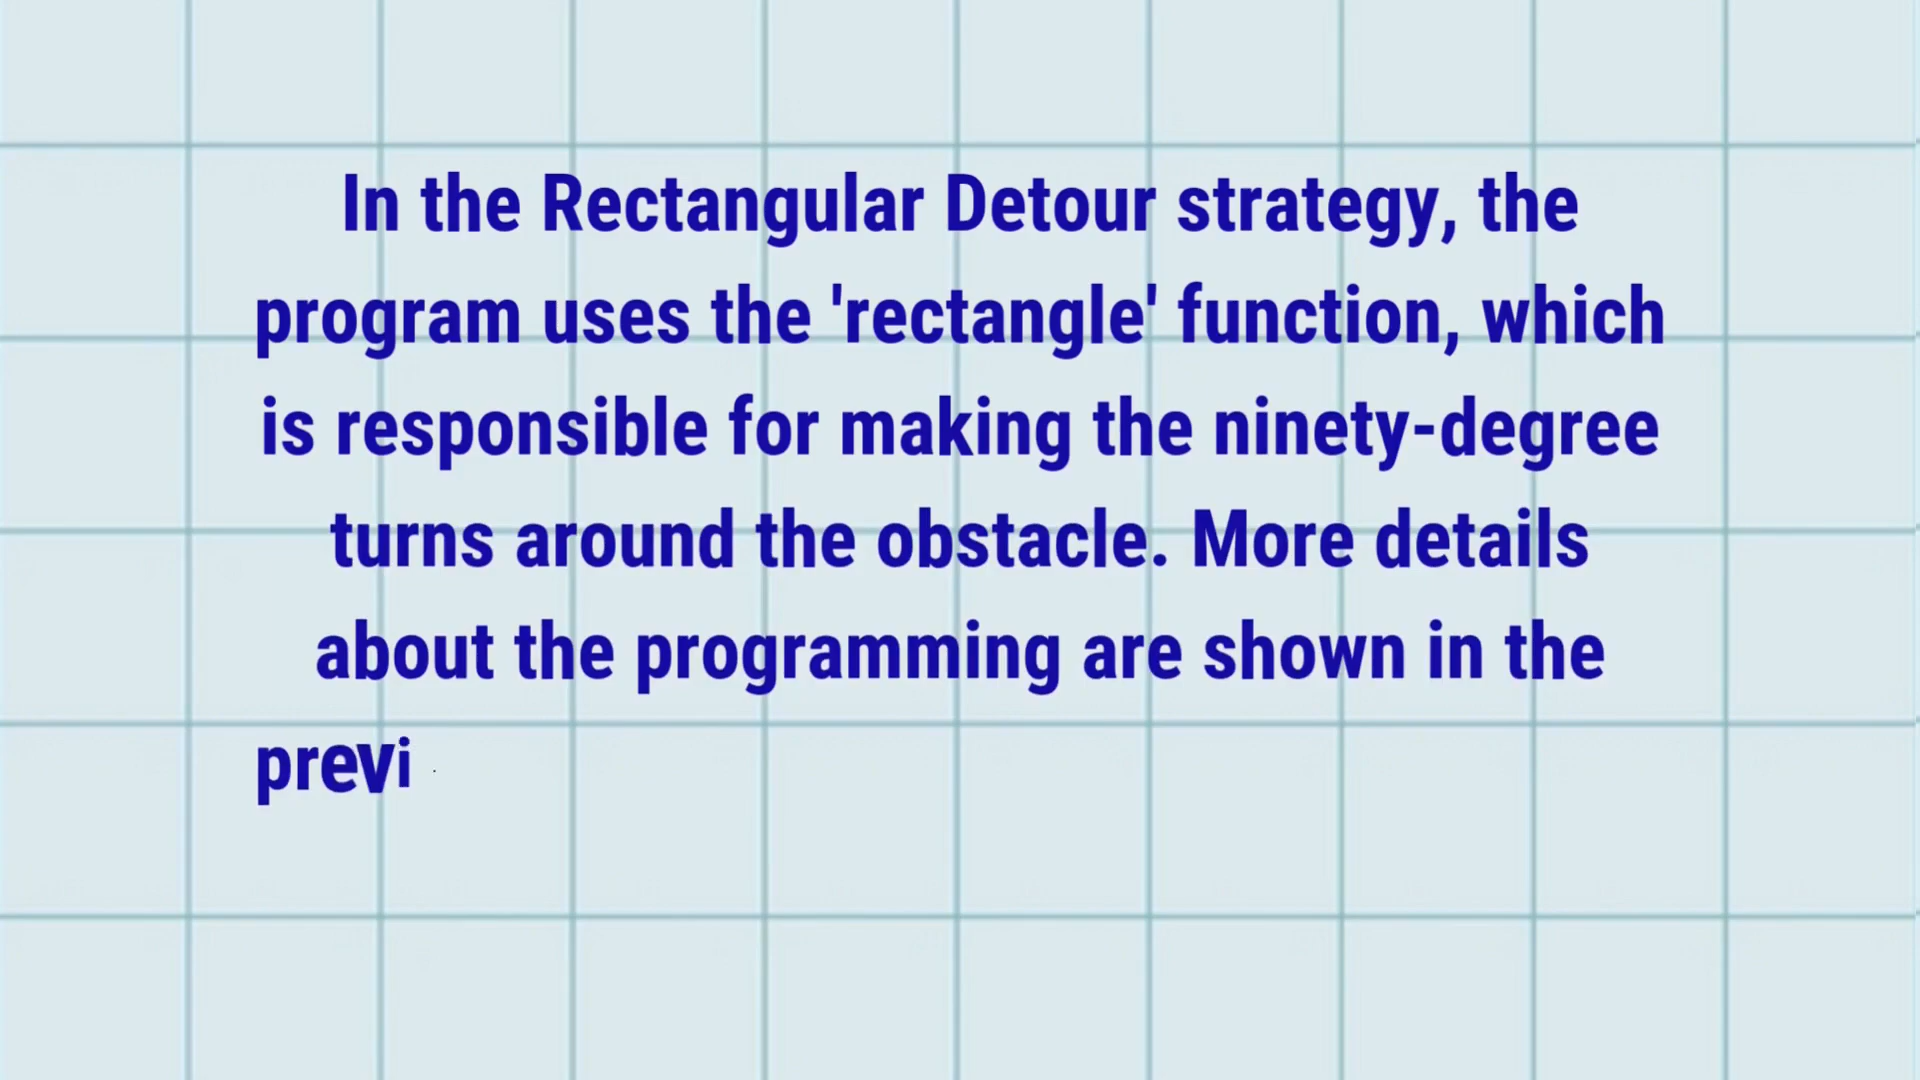 In the Rectangular Detour strategy, the
program uses the 'rectangle' function, which
is responsible for making the ninety-degree
turns around the obstacle. More details
about the programming are shown in the
previ